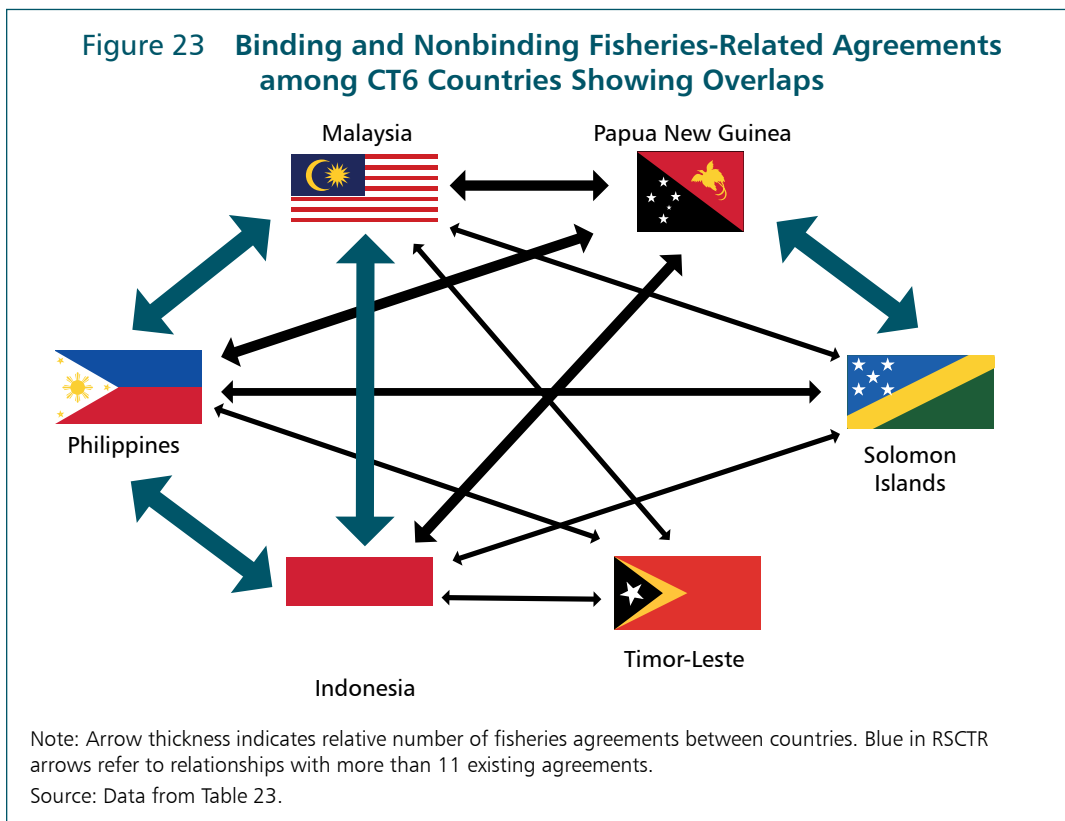 Figure 23 Binding and Nonbinding Fisheries-Related Agreements
among CT6 Countries Showing Overlaps
Malaysia
Papua New Guinea
Philippines
Solomon
Islands
Timor-Leste
Indonesia
Note: Arrow thickness indicates relative number of fisheries agreements between countries. Blue in RSCTR
arrows refer to relationships with more than 11 existing agreements.
Source: Data from Table 23.